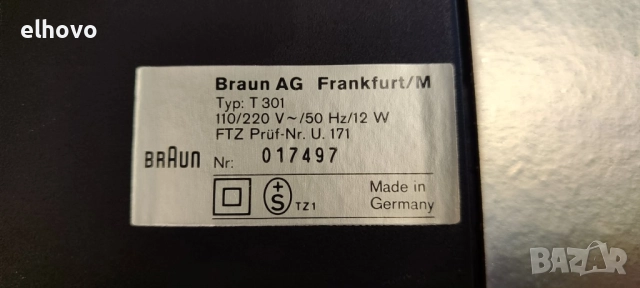 elhovo
Braun AG Frankfurt/M
Typ: T 301
110/220 V ~/50 Hz/12 W
FTZ Prüf-Nr. U. 171
BRAUN
Nr: 017497
+
S
TZ1
Made in
Germany
BAZAR